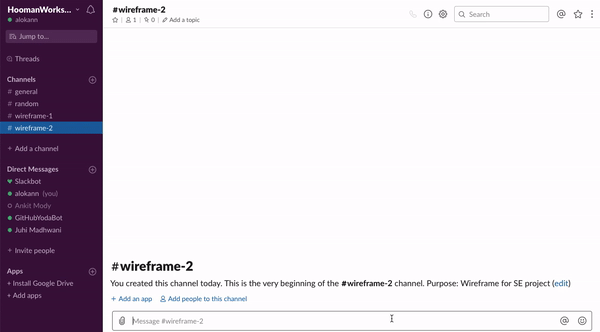 HoomanWorks...
alokann
Jump to...
Threads
Channels
# general
# random
# wireframe-1
# wireframe-2
+ Add a channel
Direct Messages
Slackbot
alokann (you)
Ankit Mody
GitHubYodaBot
Juhi Madhwani
+ Invite people
Apps
+ Install Google Drive
+ Add apps
#wireframe-2
1
0
Add a topic
Search
#wireframe-2
You created this channel today. This is the very beginning of the #wireframe-2 channel. Purpose: Wireframe for SE project (edit)
+ Add an app
Add people to this channel
Message #wireframe-2